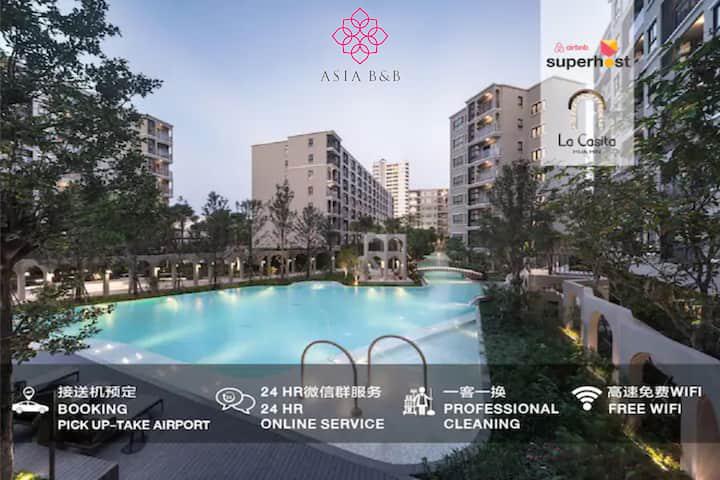 ASIA B&B
airbnb
superhost
La Casita
HUA HIN
接送机预定
BOOKING
PICK UP-TAKE AIRPORT
24 HR微信群服务
24 HR
ONLINE SERVICE
一客一换
PROFESSIONAL
CLEANING
高速免费WIFI
FREE WIFI